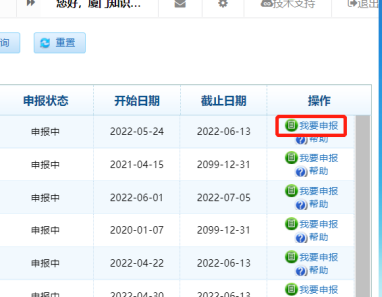 您好，厦门知识... 技术支持 退出
询 重置
申报状态 开始日期 截止日期 操作
申报中 2022-05-24 2022-06-13 我要申报
帮助
申报中 2021-04-15 2099-12-31 我要申报
帮助
申报中 2022-06-01 2022-07-05 我要申报
帮助
申报中 2020-01-07 2099-12-31 我要申报
帮助
申报中 2022-04-22 2022-06-13 我要申报
帮助
申报中 2022-04-30 2022-06-13 我要申报